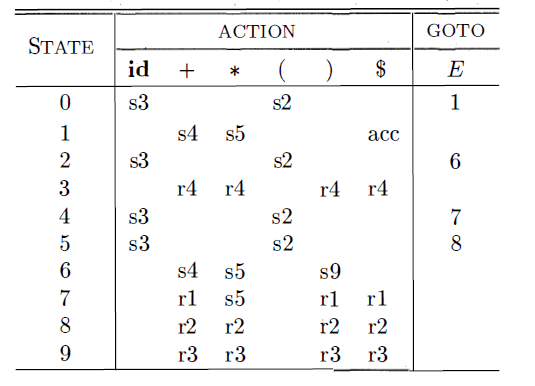 STATE ACTION GOTO
id + * ( ) $ E
0 s3 s2 1
1 s4 s5 acc
2 s3 s2 6
3 r4 r4 r4 r4
4 s3 s2 7
5 s3 s2 8
6 s4 s5 s9
7 r1 s5 r1 r1
8 r2 r2 r2 r2
9 r3 r3 r3 r3